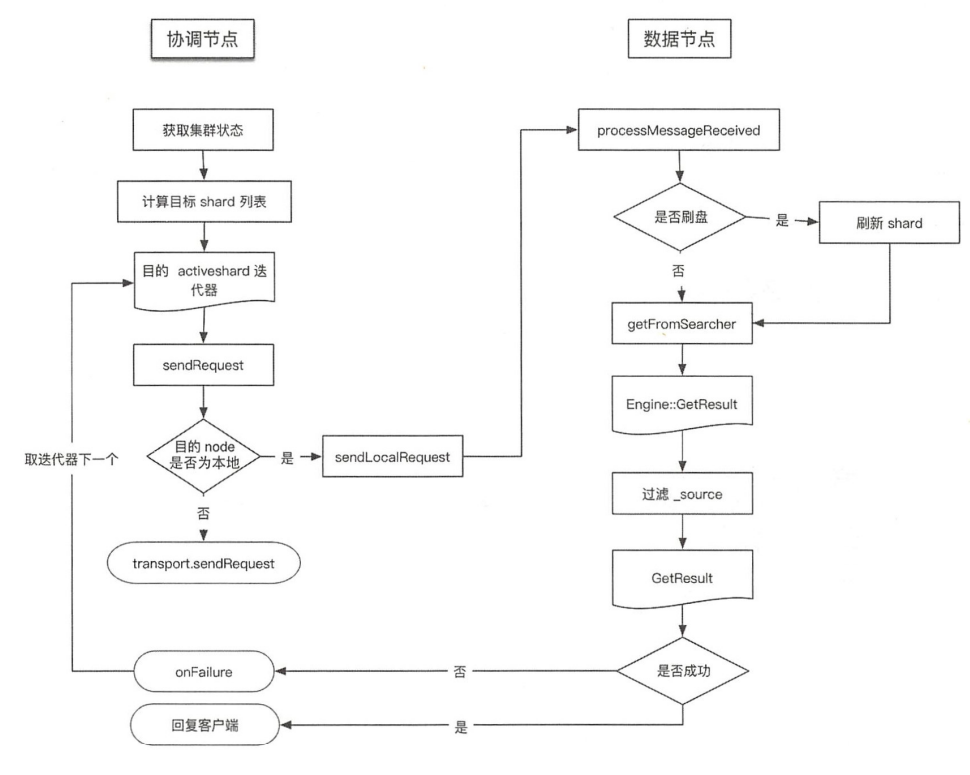 协调节点
数据节点
获取集群状态
计算目标 shard 列表
目的 activeshard 迭
代器
sendRequest
目的 node
是否为本地
是
sendLocalRequest
取迭代器下一个
否
transport.sendRequest
processMessageReceived
是否刷盘
是
刷新 shard
否
getFromSearcher
Engine::GetResult
过滤 _source
GetResult
是否成功
否
onFailure
是
回复客户端